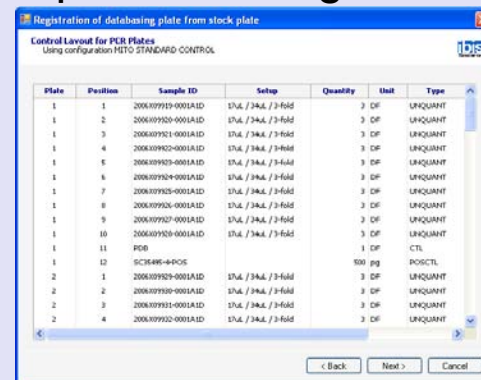 Registration of databasing plate from stock plate
Control Layout for PCR Plates
Using configuration MITO STANDARD CONTROL
ibis
Plate Position Sample ID Setup Quantity Unit Type
1 1 2006X09919-0001A1D 17uL / 34uL / 3-fold 3 DF UNQUANT
1 2 2006X09920-0001A1D 17uL / 34uL / 3-fold 3 DF UNQUANT
1 3 2006X09921-0001A1D 17uL / 34uL / 3-fold 3 DF UNQUANT
1 4 2006X09922-0001A1D 17uL / 34uL / 3-fold 3 DF UNQUANT
1 5 2006X09923-0001A1D 17uL / 34uL / 3-fold 3 DF UNQUANT
1 6 2006X09924-0001A1D 17uL / 34uL / 3-fold 3 DF UNQUANT
1 7 2006X09925-0001A1D 17uL / 34uL / 3-fold 3 DF UNQUANT
1 8 2006X09926-0001A1D 17uL / 34uL / 3-fold 3 DF UNQUANT
1 9 2006X09927-0001A1D 17uL / 34uL / 3-fold 3 DF UNQUANT
1 10 2006X09928-0001A1D 17uL / 34uL / 3-fold 3 DF UNQUANT
1 11 PDB 1 DF CTL
1 12 SC35495-4-POS 500 pg POSCTL
2 1 2006X09929-0001A1D 17uL / 34uL / 3-fold 3 DF UNQUANT
2 2 2006X09930-0001A1D 17uL / 34uL / 3-fold 3 DF UNQUANT
2 3 2006X09931-0001A1D 17uL / 34uL / 3-fold 3 DF UNQUANT
2 4 2006X09932-0001A1D 17uL / 34uL / 3-fold 3 DF UNQUANT
< Back Next > Cancel